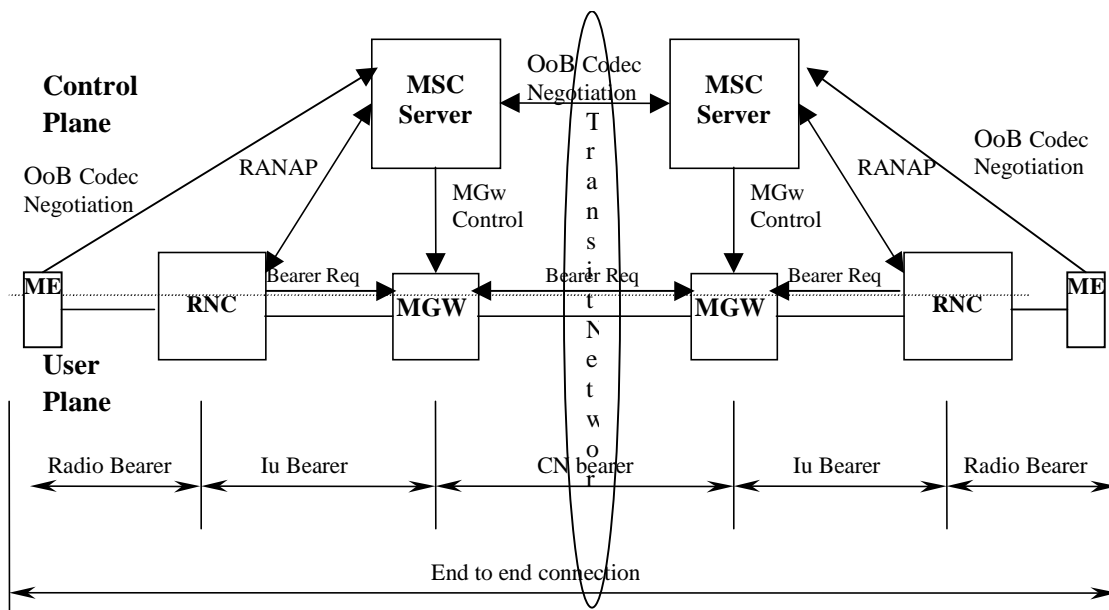 Control
Plane
MSC
Server
OoB Codec
Negotiation
MSC
Server
OoB Codec
Negotiation
RANAP
MGw
Control
Transit Networ
MGw
Control
RANAP
OoB Codec
Negotiation
ME
RNC
Bearer Req
MGW
Bearer Req
MGW
Bearer Req
RNC
ME
User
Plane
Radio Bearer
Iu Bearer
CN bearer
Iu Bearer
Radio Bearer
End to end connection